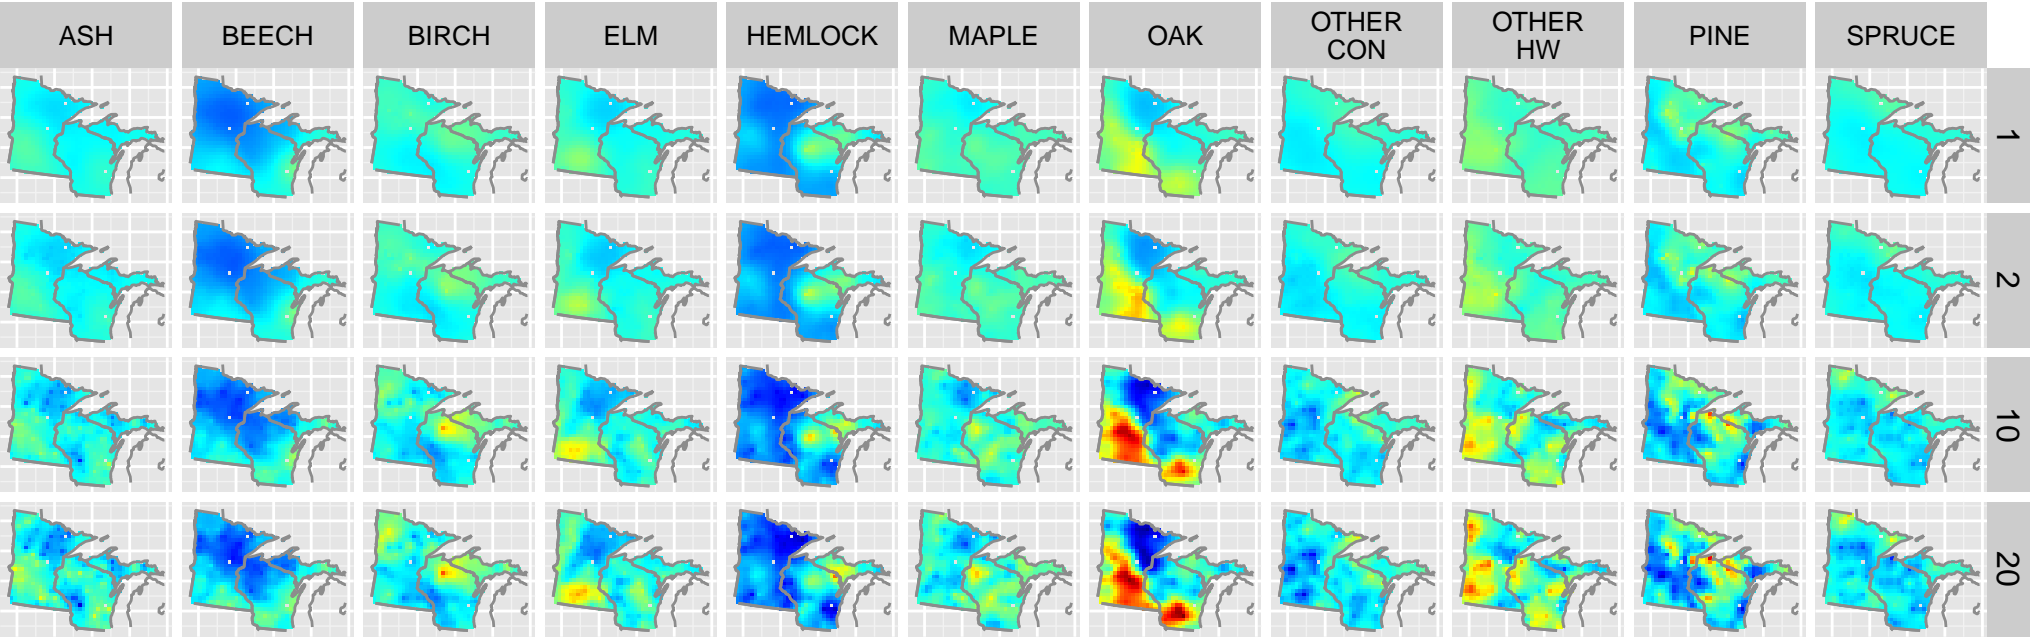 ASH
BEECH
BIRCH
ELM
HEMLOCK
MAPLE
OAK
OTHER
CON
OTHER
HW
PINE
SPRUCE
1
2
10
20